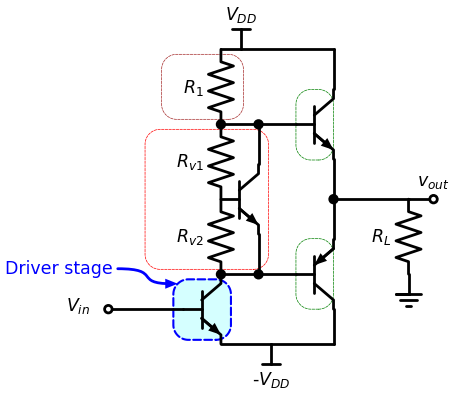 V_DD
R_1
R_v1
v_out
R_v2
R_L
Driver stage
V_in
-V_DD